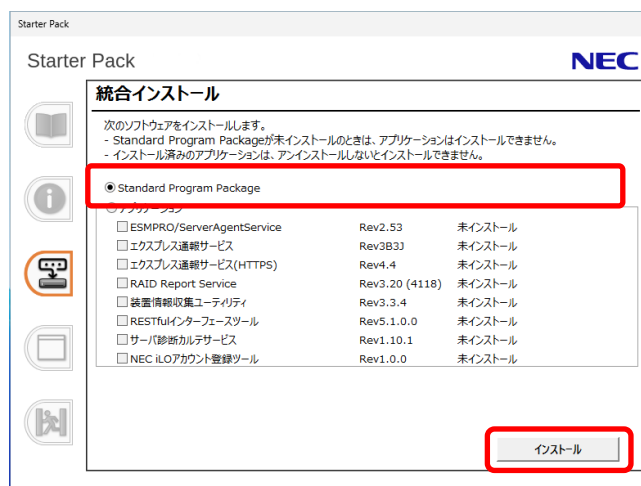 Starter Pack
Starter Pack
NEC
統合インストール
次のソフトウェアをインストールします。
- Standard Program Packageが未インストールのときは、アプリケーションはインストールできません。
- インストール済みのアプリケーションは、アンインストールしないとインストールできません。
Standard Program Package
アプリケーション
ESMPRO/ServerAgentService Rev2.53 未インストール
エクスプレス通報サービス Rev3B3J 未インストール
エクスプレス通報サービス(HTTPS) Rev4.4 未インストール
RAID Report Service Rev3.20 (4118) 未インストール
装置情報収集ユーティリティ Rev3.3.4 未インストール
RESTfulインターフェースツール Rev5.1.0.0 未インストール
サーバ診断カルテサービス Rev1.10.1 未インストール
NEC iLOアカウント登録ツール Rev1.0.0 未インストール
インストール